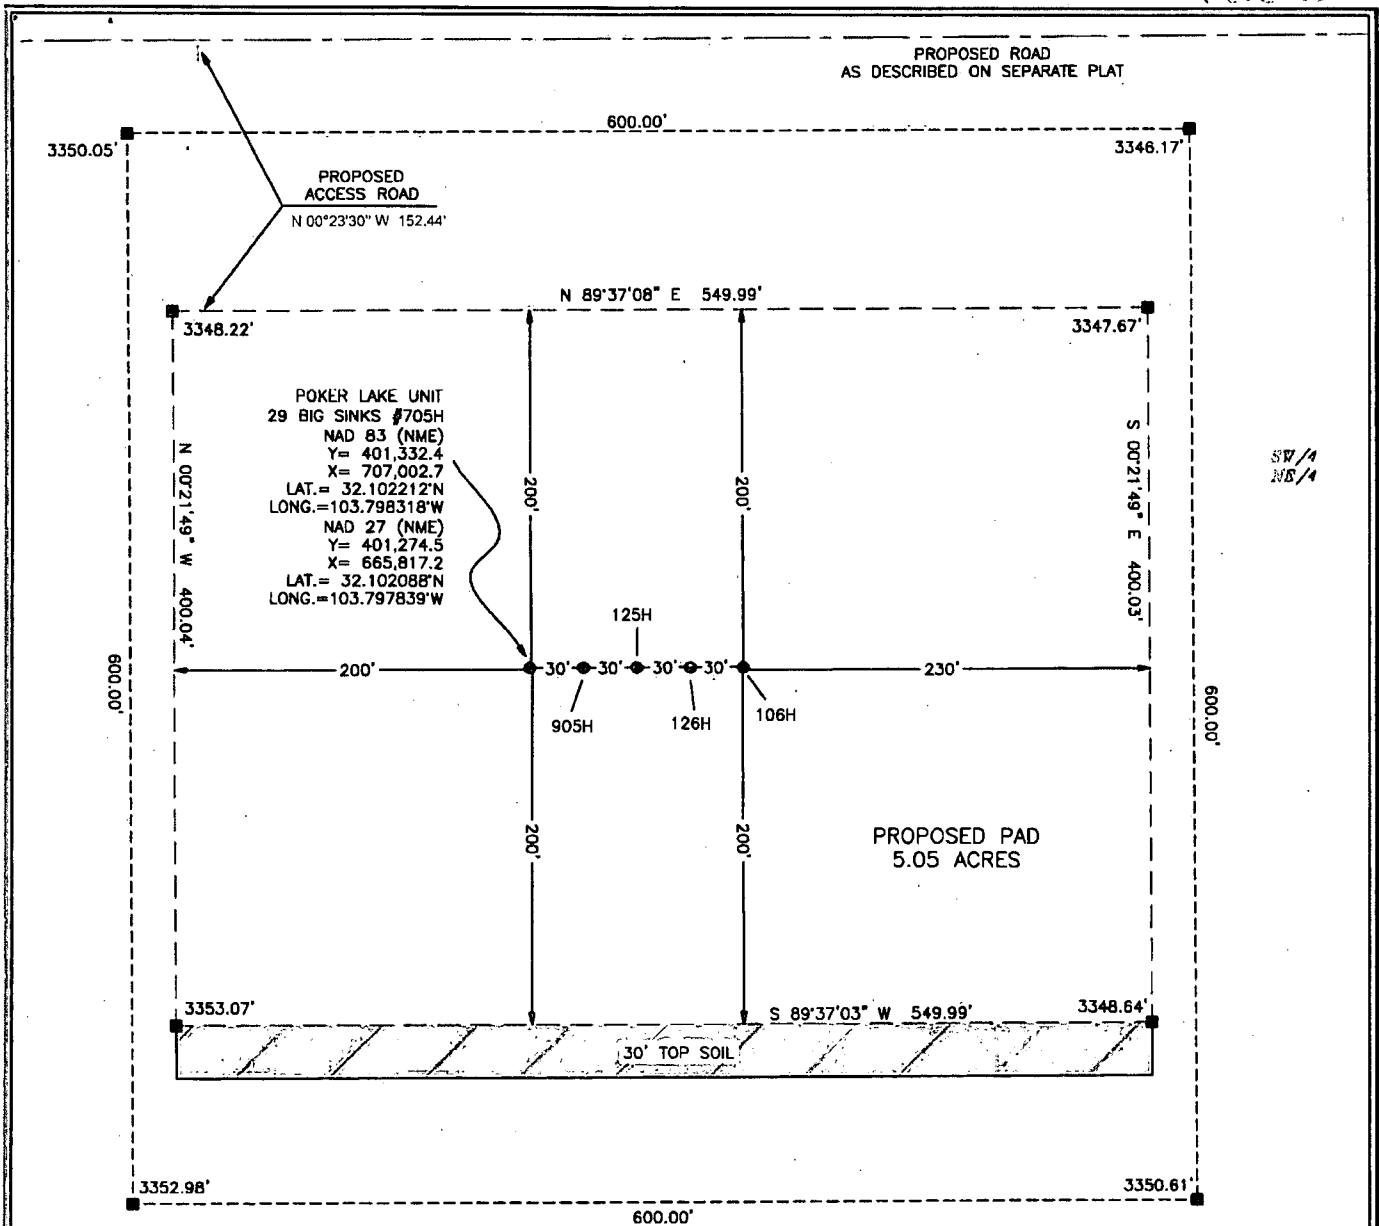 PROPOSED ROAD
AS DESCRIBED ON SEPARATE PLAT
600.00'
3350.05'
3346.17'
PROPOSED
ACCESS ROAD
N 00°23'30" W 152.44'
N 89°37'08" E 549.99'
3348.22'
3347.67'
POKER LAKE UNIT
29 BIG SINKS #705H
NAD 83 (NME)
Y= 401,332.4
X= 707,002.7
LAT.= 32.102212°N
LONG.=103.798318°W
NAD 27 (NME)
Y= 401,274.5
X= 665,817.2
LAT.= 32.102088°N
LONG.=103.797839°W
N 00°21'49" W 400.04'
200'
200'
S 00°21'49" E 400.03'
SW/4
NE/4
125H
600.00'
200'
30'
30'
30'
30'
230'
600.00'
905H
126H
106H
200'
200'
PROPOSED PAD
5.05 ACRES
3353.07'
S 89°37'03" W 549.99'
3348.64'
30' TOP SOIL
3352.98'
3350.61'
600.00'